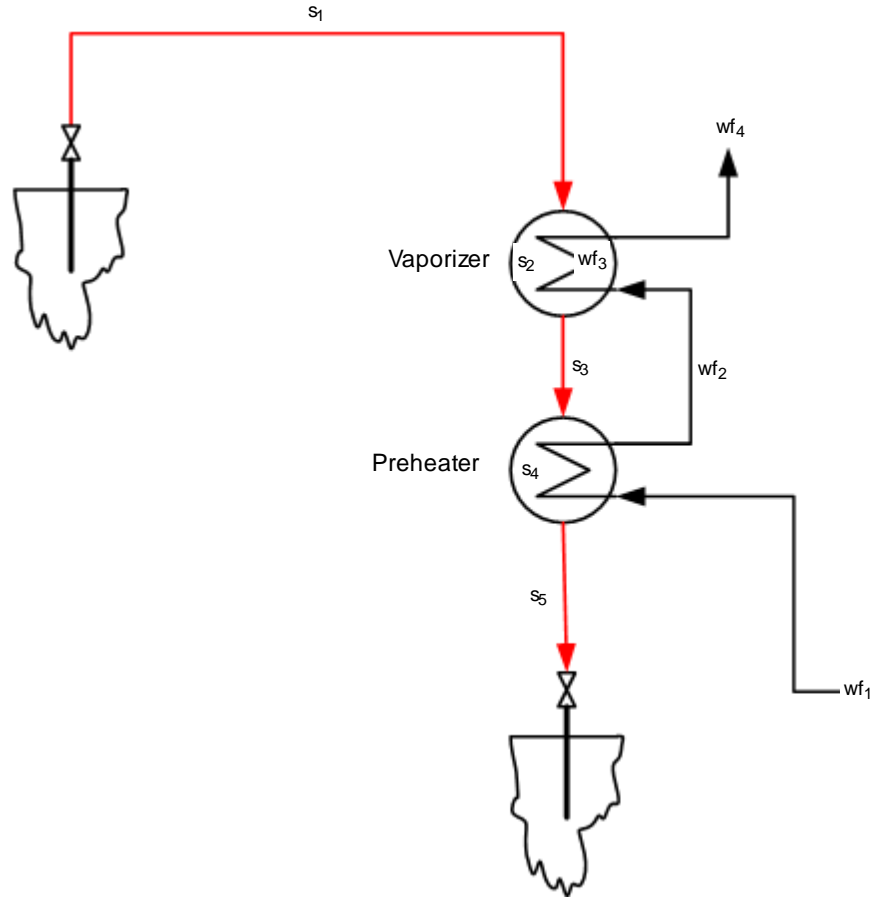 s₁
wf₄
Vaporizer
s₂
wf₃
s₃
wf₂
Preheater
s₄
s₅
wf₁